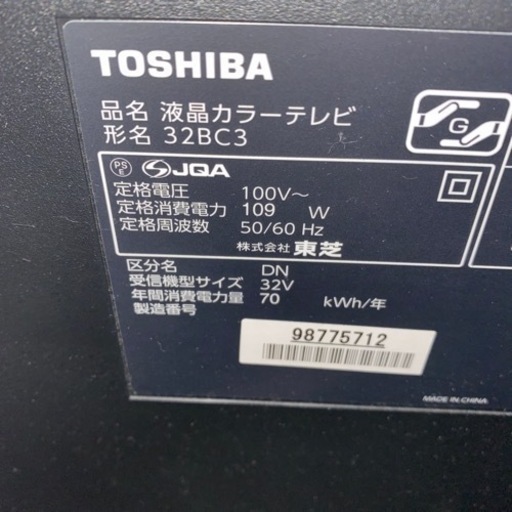 TOSHIBA
品名 液晶カラーテレビ
形名 32BC3
G
PS
E
JQA
定格電圧 100V～
定格消費電力 109 W
定格周波数 50/60 Hz
株式会社 東芝
区分名 DN
受信機型サイズ 32V
年間消費電力量 70 kWh/年
製造番号
98775712
MADE IN CHINA